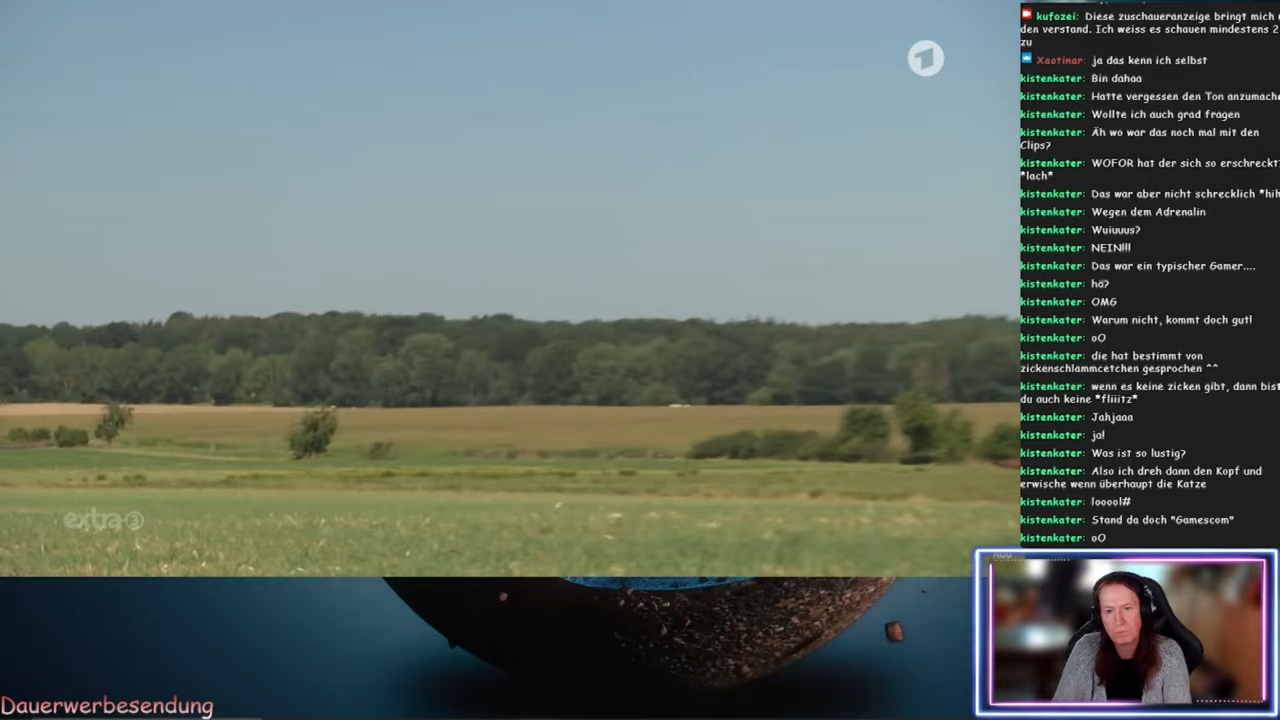 kufozei: Diese zuschaueranzeige bringt mich
den verstand. Ich weiss es schauen mindestens 2
zu
Xaotinar: ja das kenn ich selbst
kistenkater: Bin dahaa
kistenkater: Hatte vergessen den Ton anzumache
kistenkater: Wollte ich auch grad fragen
kistenkater: Äh wo war das noch mal mit den
Clips?
kistenkater: WOFOR hat der sich so erschreckt?
*lach*
kistenkater: Das war aber nicht schrecklich *hih
kistenkater: Wegen dem Adrenalin
kistenkater: Wuiuuus?
kistenkater: NEIN!!!
kistenkater: Das war ein typischer Gamer....
kistenkater: hä?
kistenkater: OMG
kistenkater: Warum nicht, kommt doch gut!
kistenkater: oO
kistenkater: die hat bestimmt von
zickenschlammcetchen gesprochen ^^
kistenkater: wenn es keine zicken gibt, dann bist
du auch keine *fliiitz*
kistenkater: Jahjaaa
kistenkater: ja!
kistenkater: Was ist so lustig?
kistenkater: Also ich dreh dann den Kopf und
erwische wenn überhaupt die Katze
kistenkater: looool#
kistenkater: Stand da doch "Gamescom"
kistenkater: oO
1
extra 3
Dauerwerbesendung